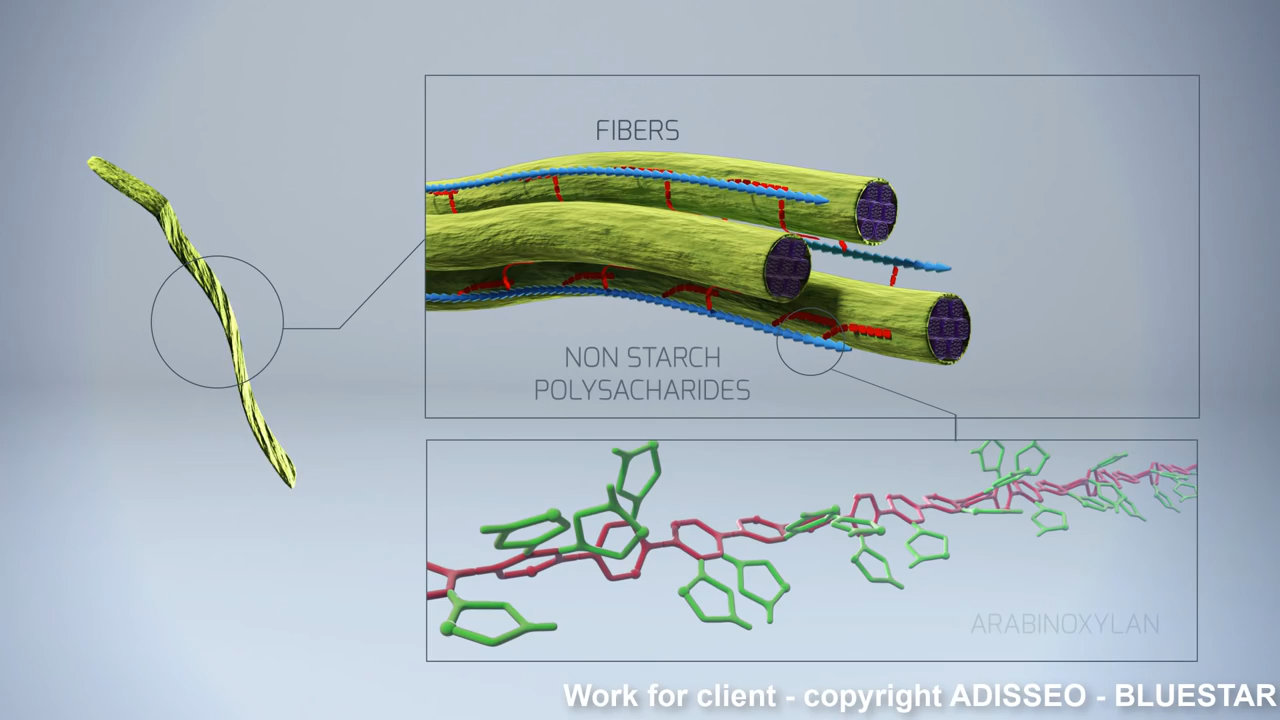 FIBERS
NON STARCH
POLYSACHARIDES
ARABINOXYLAN
Work for client - copyright ADISSEO - BLUESTAR